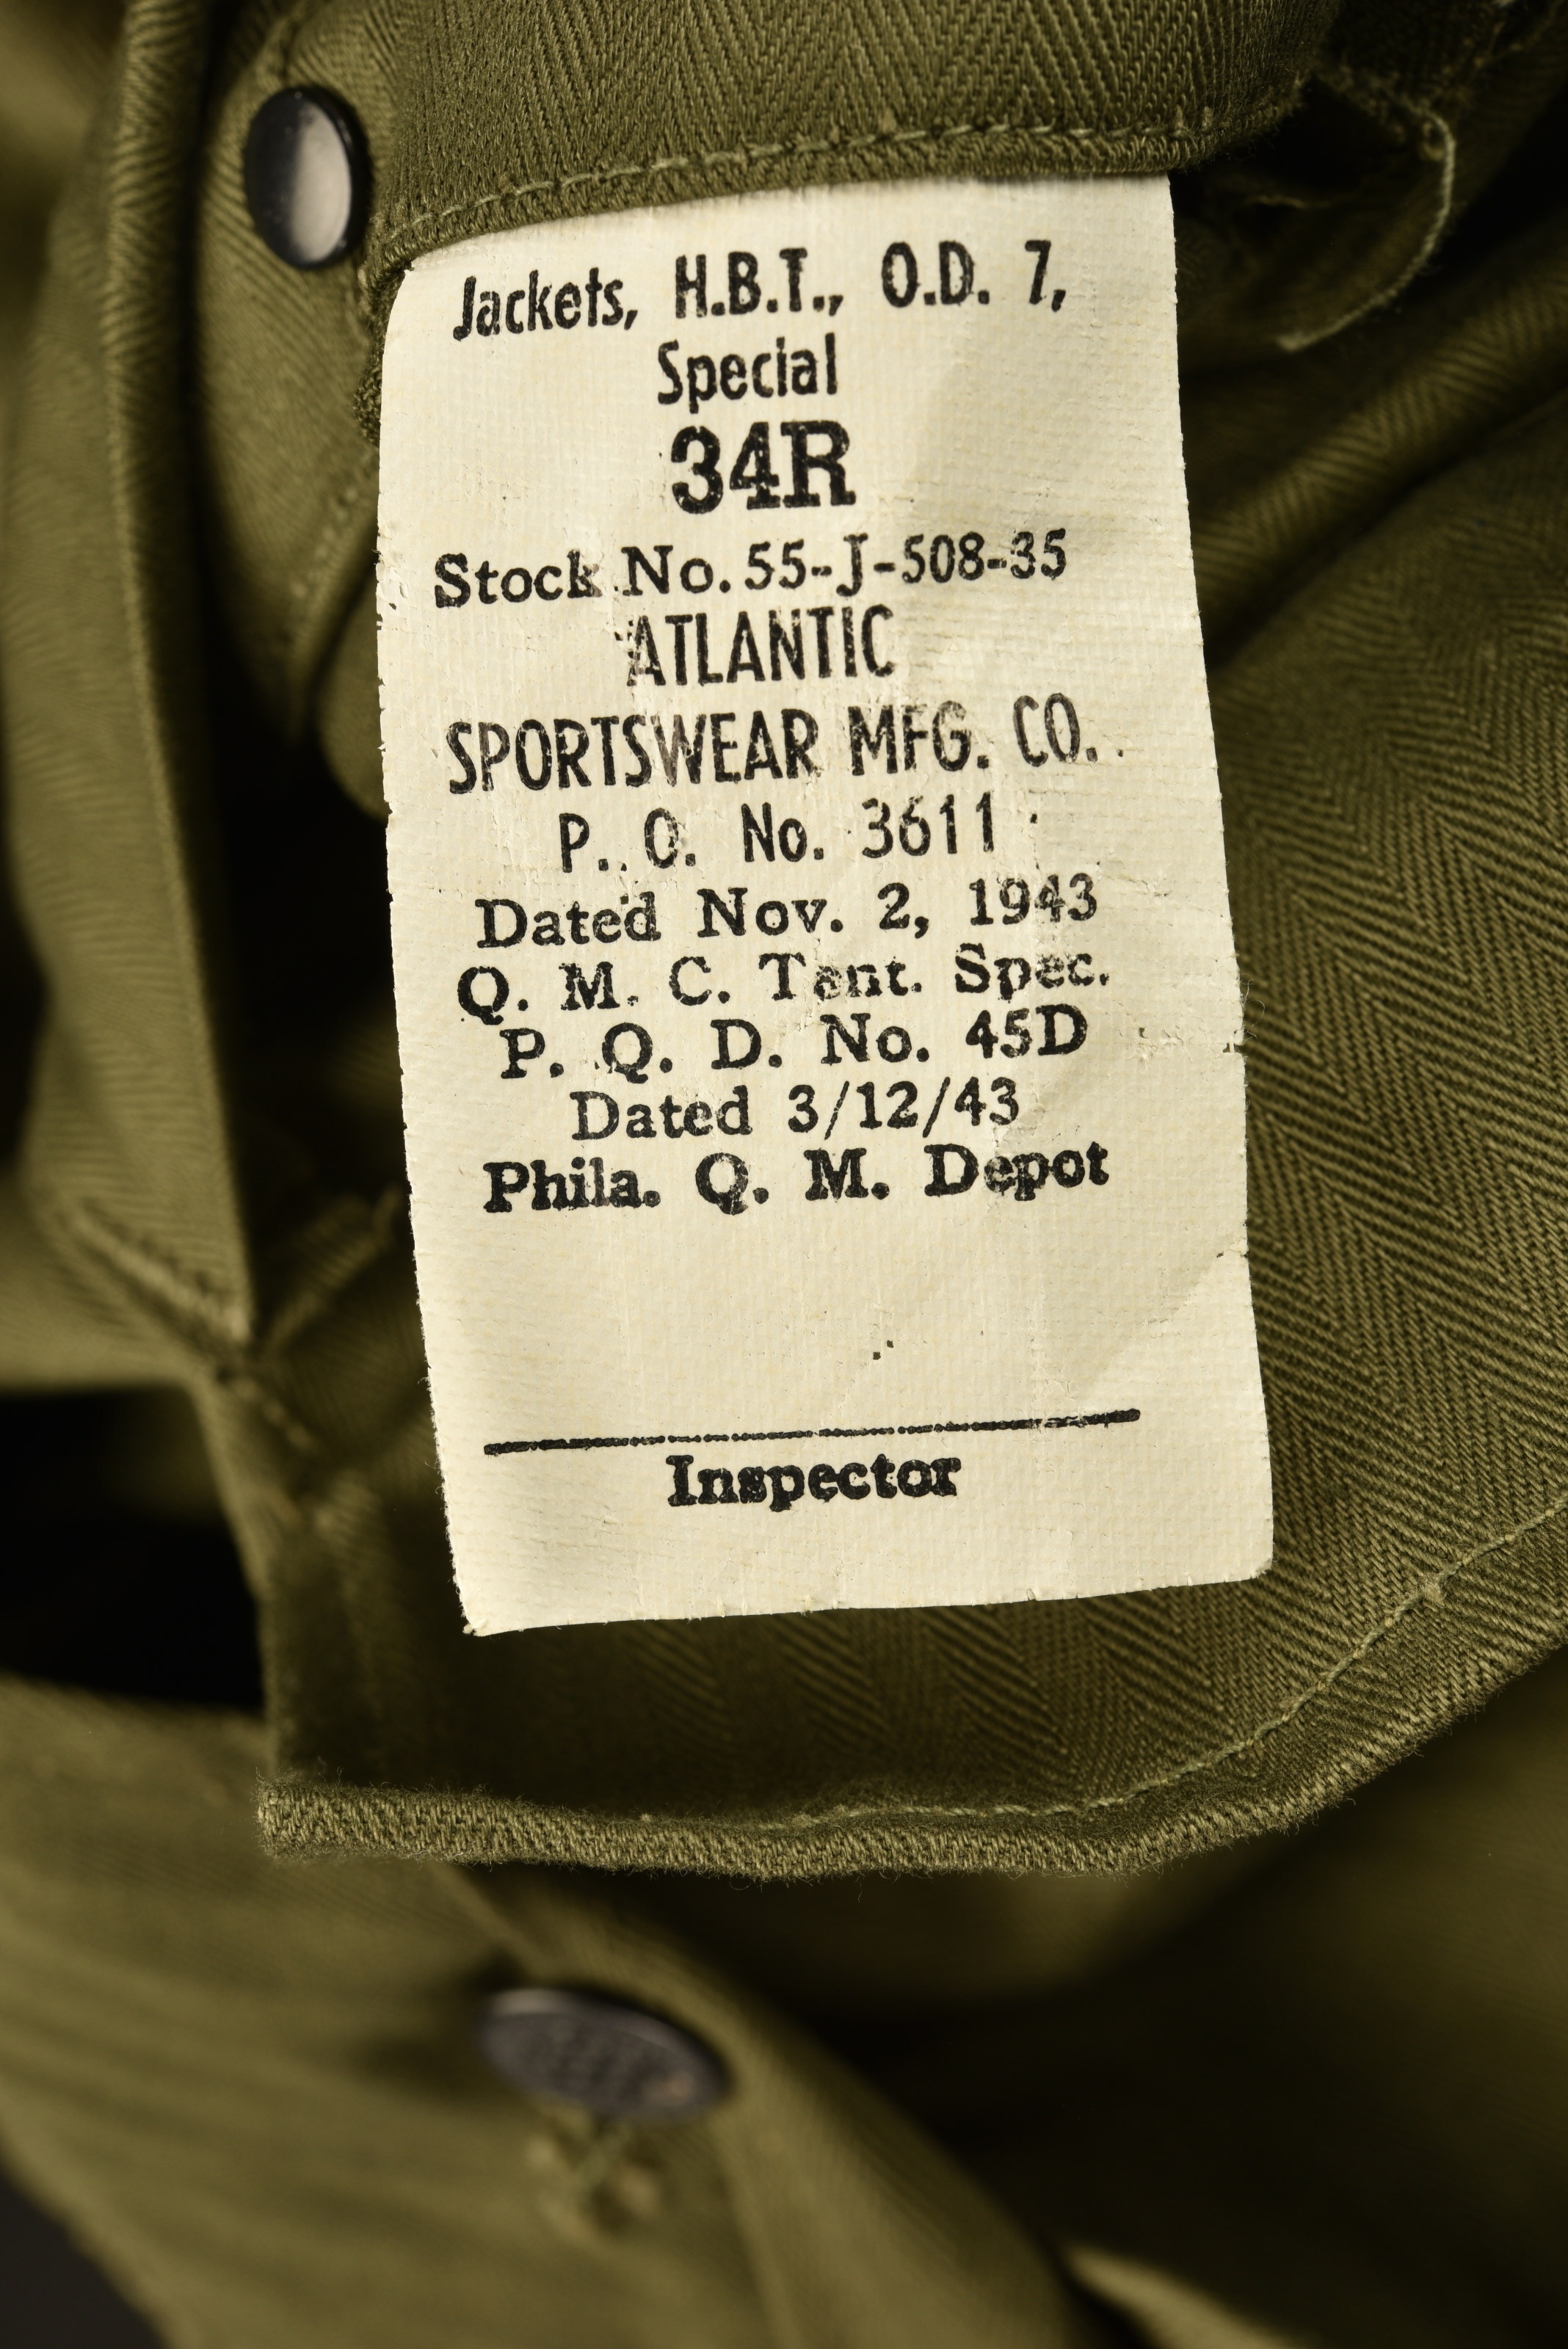 Jackets, H.B.T., O.D. 7,
Special
34R
Stock No. 55-J-508-35
ATLANTIC
SPORTSWEAR MFG. CO.
P. O. No. 3611
Dated Nov. 2, 1943
Q. M. C. Tent. Spec.
P. Q. D. No. 45D
Dated 3/12/43
Phila. Q. M. Depot
Inspector